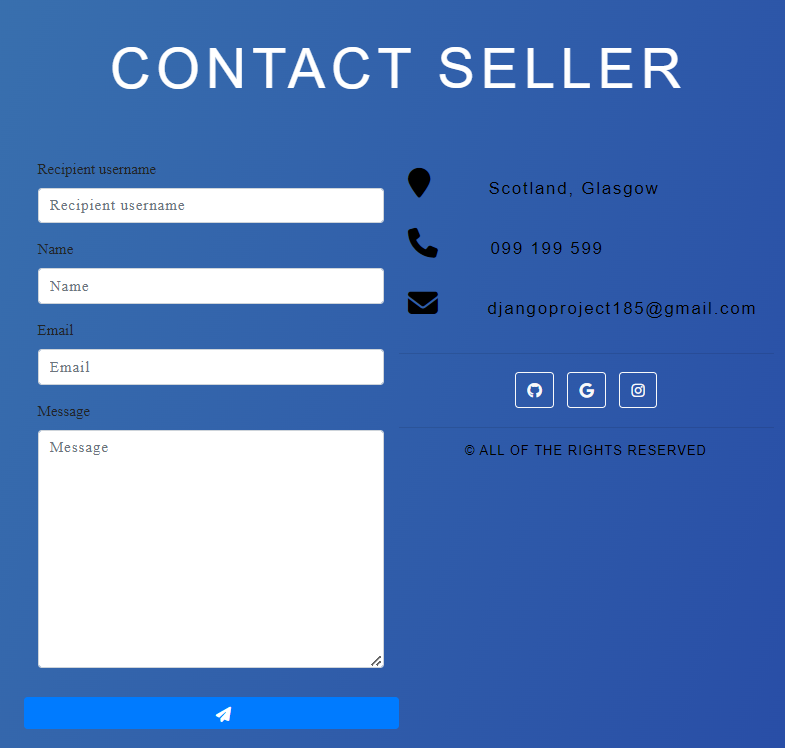 CONTACT SELLER
Recipient username
Recipient username
Name
Name
Email
Email
Message
Message
Scotland, Glasgow
099 199 599
djangoproject185@gmail.com
© ALL OF THE RIGHTS RESERVED